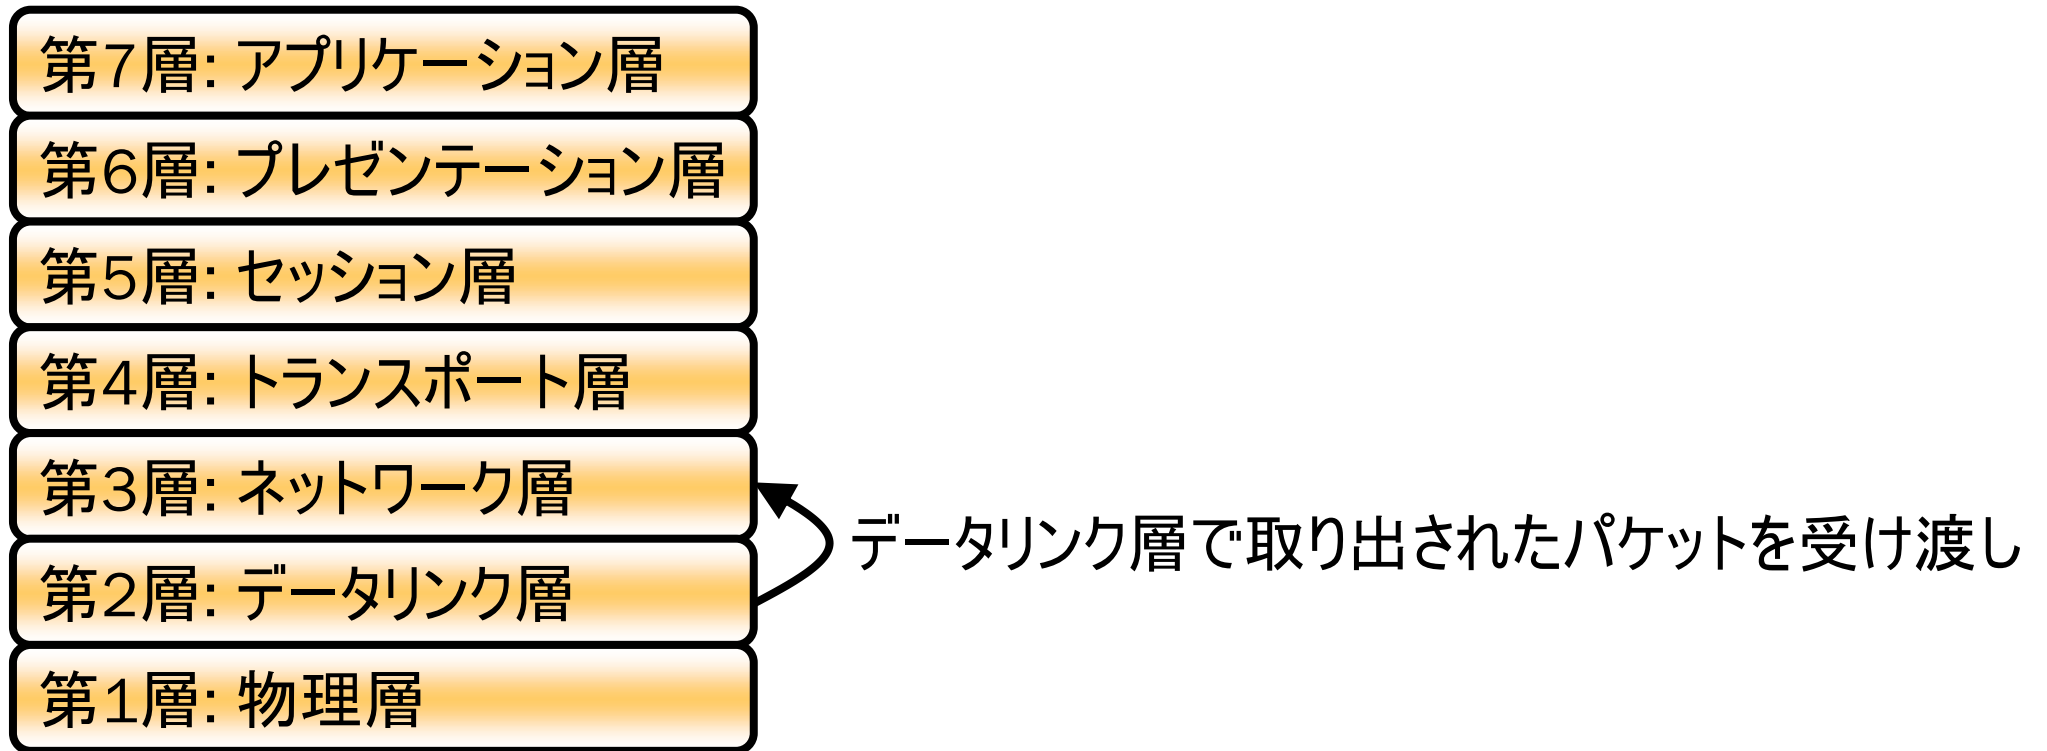 第7層: アプリケーション層
第6層: プレゼンテーション層
第5層: セッション層
第4層: トランスポート層
第3層: ネットワーク層
データリンク層で取り出されたパケットを受け渡し
第2層: データリンク層
第1層: 物理層